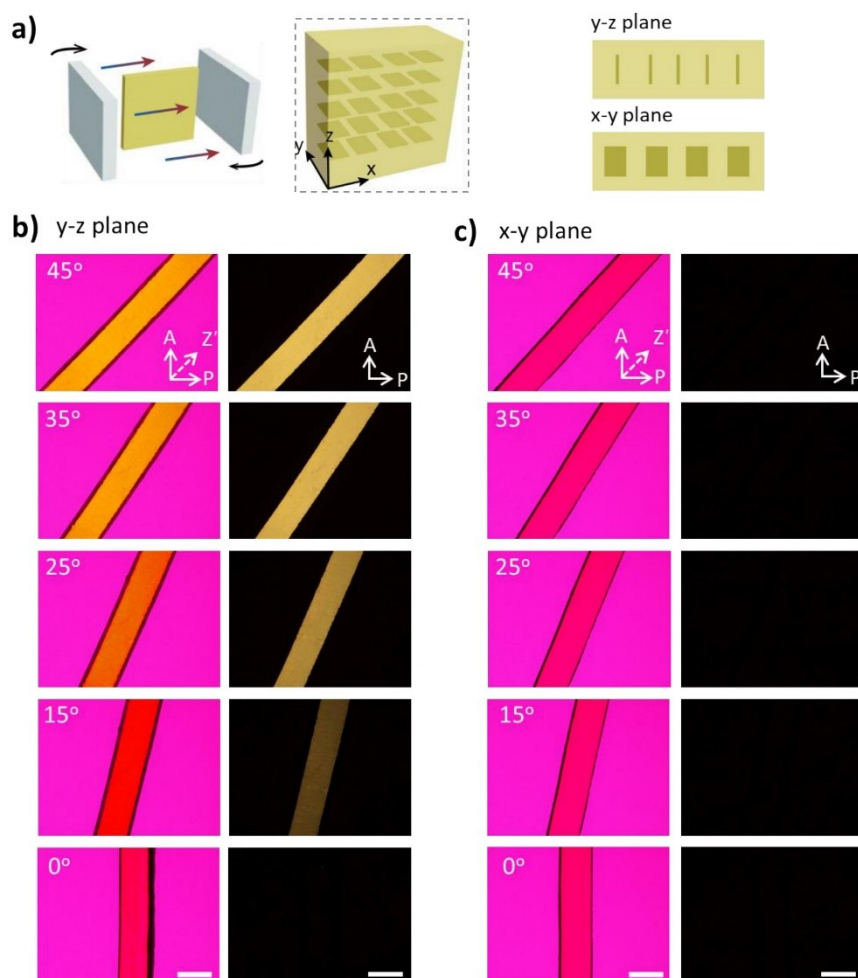 a)
y-z plane
x-y plane
y
z
x
b) y-z plane
c) x-y plane
45°
A
Z'
P
A
P
45°
A
Z'
P
A
P
35°
35°
25°
25°
15°
15°
0°
0°